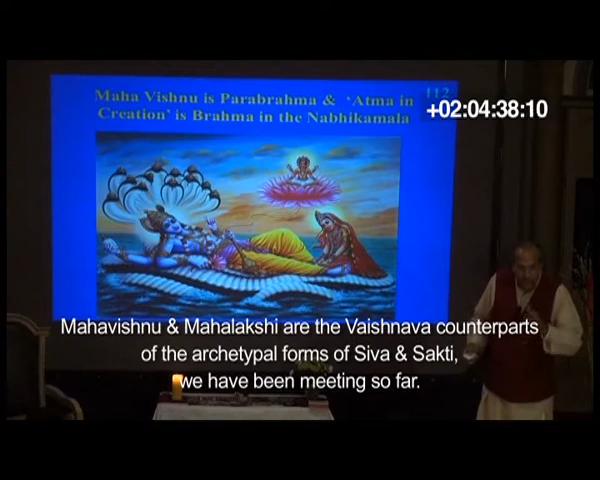 Maha Vishnu is Parabrahma & 'Atma in
Creation' is Brahma in the Nabhikamala
112
+02:04:38:10
Mahavishnu & Mahalakshi are the Vaishnava counterparts
of the archetypal forms of Siva & Sakti,
we have been meeting so far.